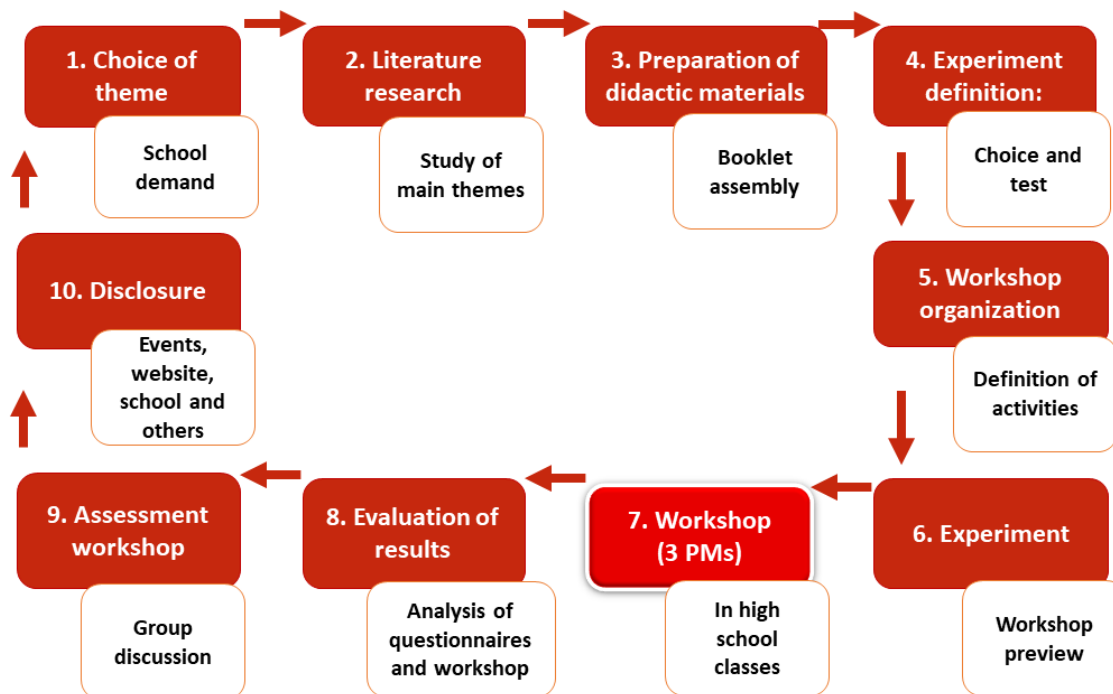 1. Choice of
theme
School
demand
2. Literature
research
Study of
main themes
3. Preparation of
didactic materials
Booklet
assembly
4. Experiment
definition:
Choice and
test
5. Workshop
organization
Definition of
activities
6. Experiment
Workshop
preview
7. Workshop
(3 PMs)
In high
school
classes
8. Evaluation of
results
Analysis of
questionnaires
and workshop
9. Assessment
workshop
Group
discussion
10. Disclosure
Events,
website,
school and
others